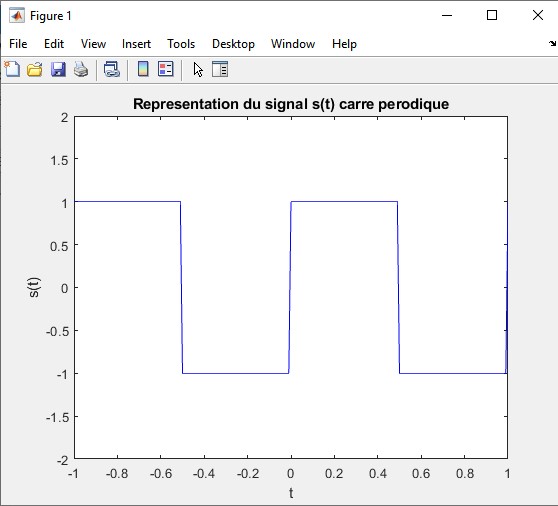 Figure 1
File Edit View Insert Tools Desktop Window Help
Representation du signal s(t) carre perodique
2
1.5
1
0.5
0
-0.5
-1
-1.5
-2
s(t)
-1 -0.8 -0.6 -0.4 -0.2 0 0.2 0.4 0.6 0.8 1
t